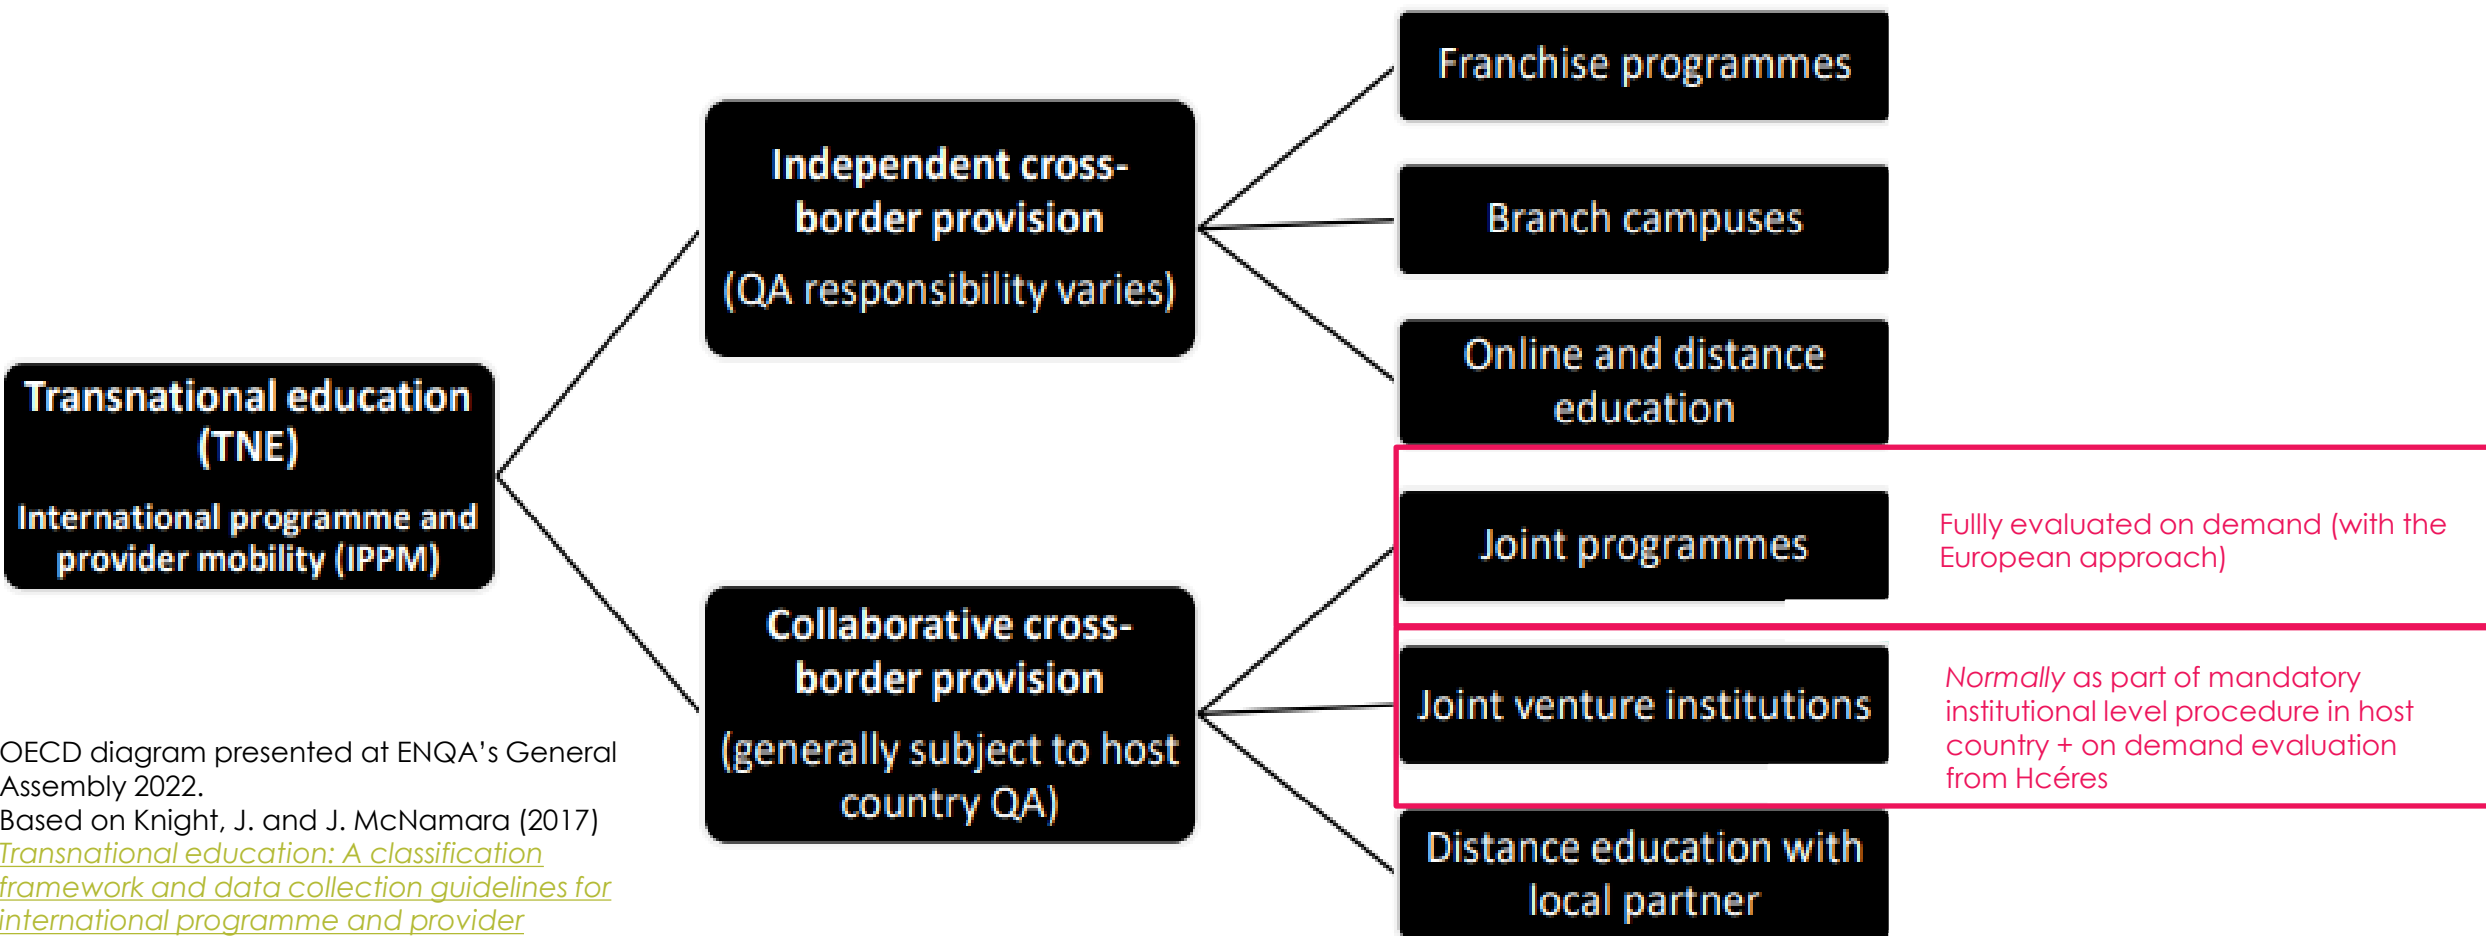 Transnational education
(TNE)
International programme and
provider mobility (IPPM)
Independent cross-
border provision
(QA responsibility varies)
Franchise programmes
Branch campuses
Online and distance
education
Collaborative cross-
border provision
(generally subject to host
country QA)
Joint programmes
Fullly evaluated on demand (with the
European approach)
Joint venture institutions
Normally as part of mandatory
institutional level procedure in host
country + on demand evaluation
from Hcéres
Distance education with
local partner
OECD diagram presented at ENQA’s General
Assembly 2022.
Based on Knight, J. and J. McNamara (2017)
Transnational education: A classification
framework and data collection guidelines for
international programme and provider